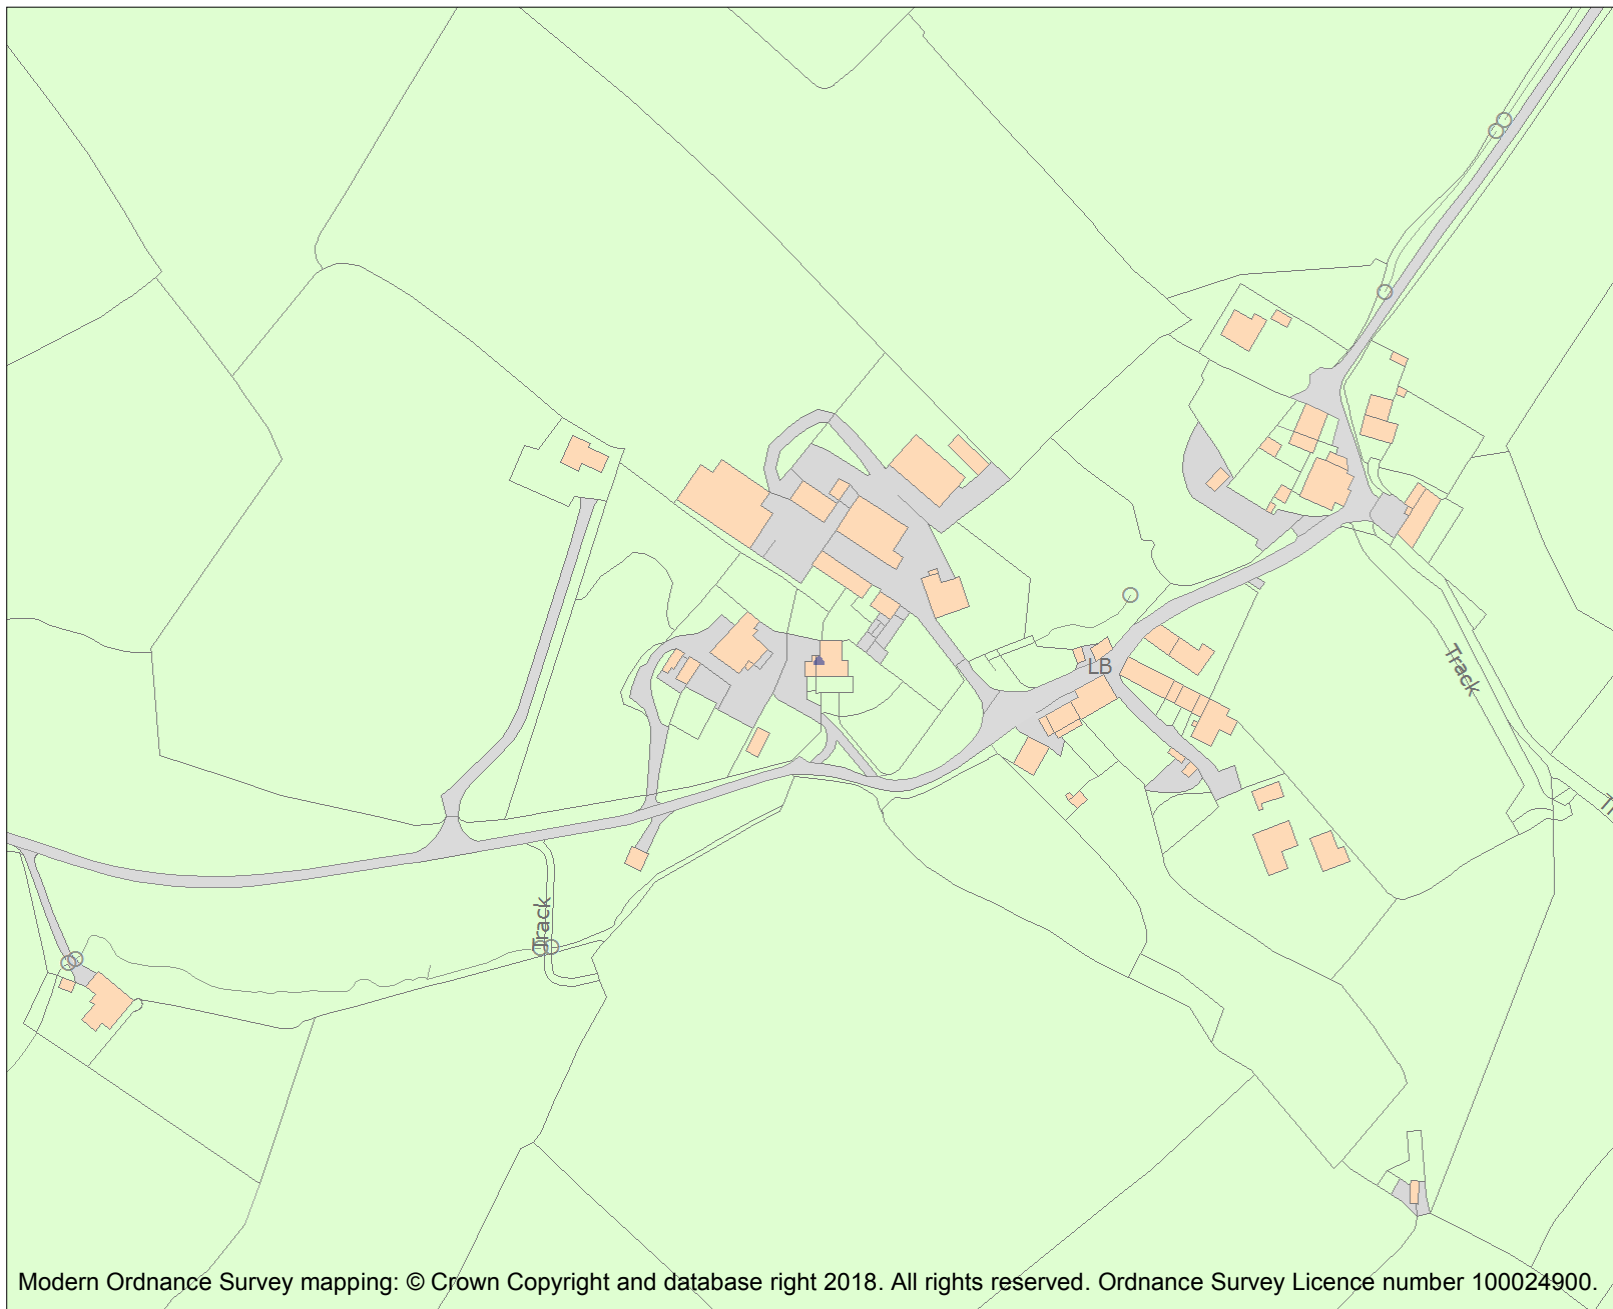 LB
Track
Track
Modern Ordnance Survey mapping: © Crown Copyright and database right 2018. All rights reserved. Ordnance Survey Licence number 100024900.